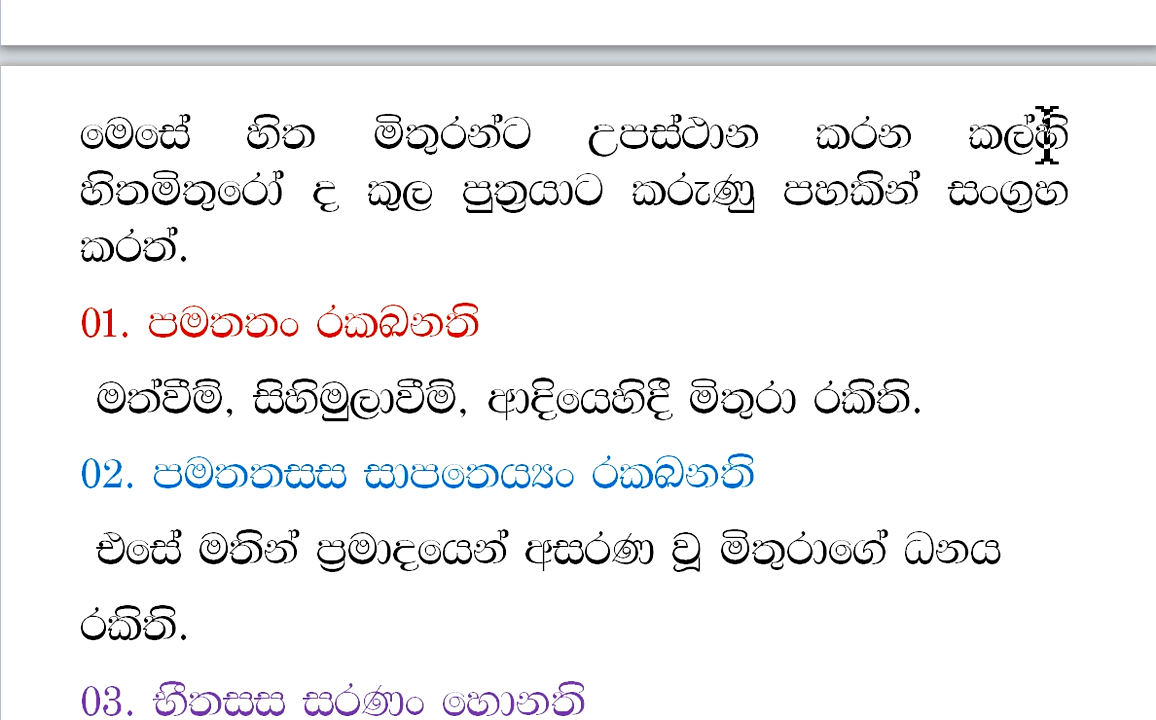 මෙසේ හිත මිතුරන්ට උපස්ථාන කරන කල්හි
හිතමිතුරෝ ද කුල පුත්‍රයාට කරුණු පහකින් සංග්‍රහ
කරත්.
01. පමතතං රකඛනති
මත්වීම්, සිහිමුලාවීම්, ආදියෙහිදී මිතුරා රකිති.
02. පමතතසස සාපතෙය්‍යං රකඛනති
එසේ මතින් ප්‍රමාදයෙන් අසරණ වූ මිතුරාගේ ධනය
රකිති.
03. භීතසස සරණං හොනති